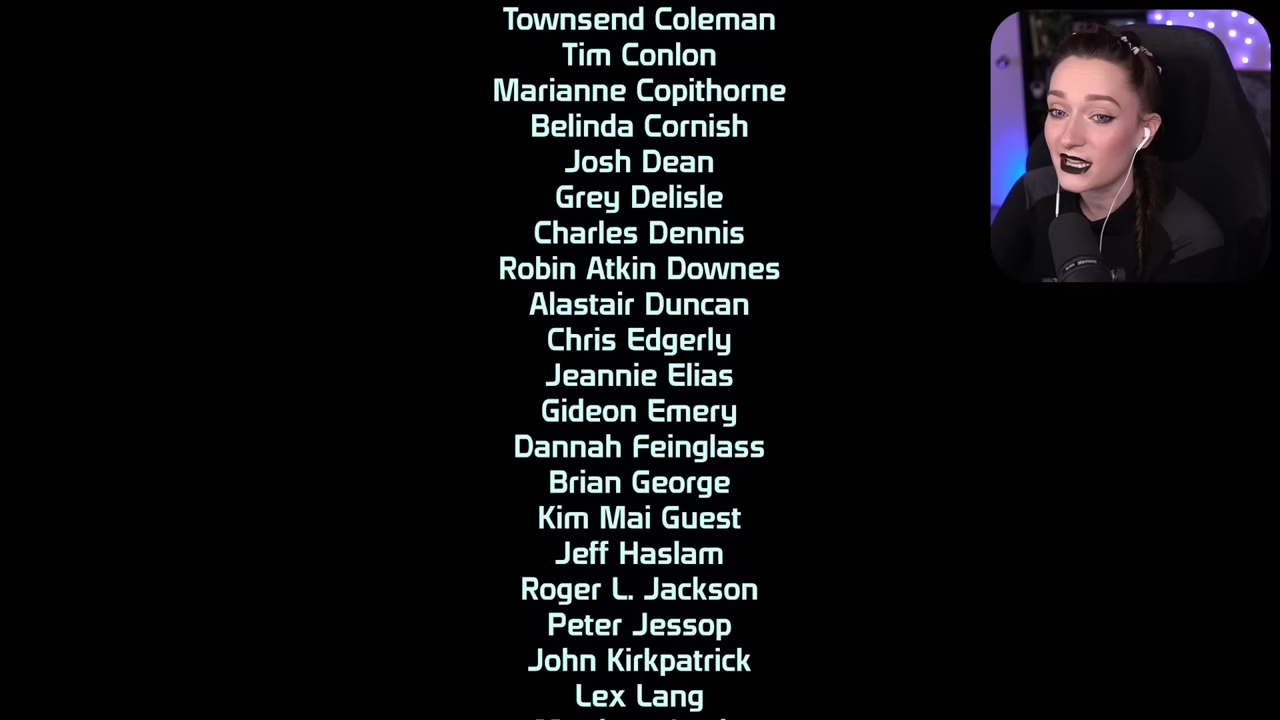 Townsend Coleman
Tim Conlon
Marianne Copithorne
Belinda Cornish
Josh Dean
Grey Delisle
Charles Dennis
Robin Atkin Downes
Alastair Duncan
Chris Edgerly
Jeannie Elias
Gideon Emery
Dannah Feinglass
Brian George
Kim Mai Guest
Jeff Haslam
Roger L. Jackson
Peter Jessop
John Kirkpatrick
Lex Lang